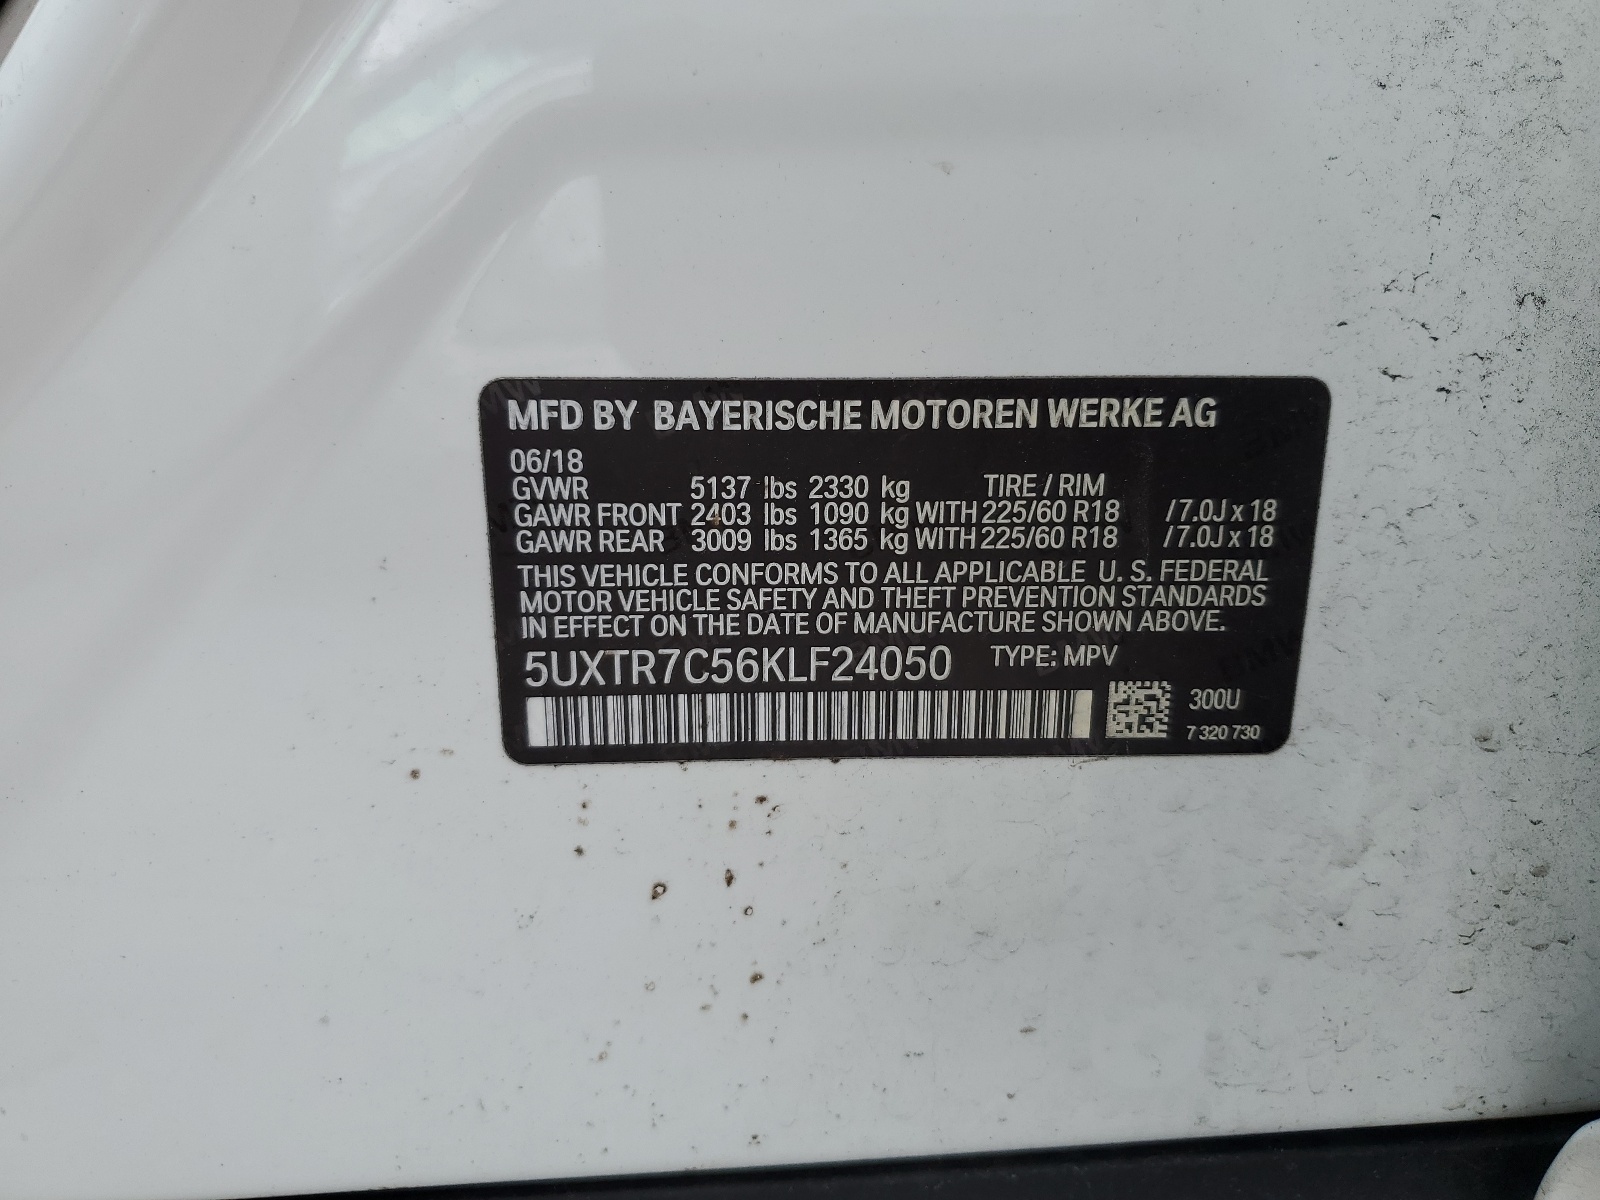 MFD BY BAYERISCHE MOTOREN WERKE AG
06/18
GVWR 5137 lbs 2330 kg TIRE / RIM
GAWR FRONT 2403 lbs 1090 kg WITH 225/60 R18 /7.0J x 18
GAWR REAR 3009 lbs 1365 kg WITH 225/60 R18 /7.0J x 18
THIS VEHICLE CONFORMS TO ALL APPLICABLE U. S. FEDERAL
MOTOR VEHICLE SAFETY AND THEFT PREVENTION STANDARDS
IN EFFECT ON THE DATE OF MANUFACTURE SHOWN ABOVE.
5UXTR7C56KLF24050 TYPE: MPV
300U
7 320 730